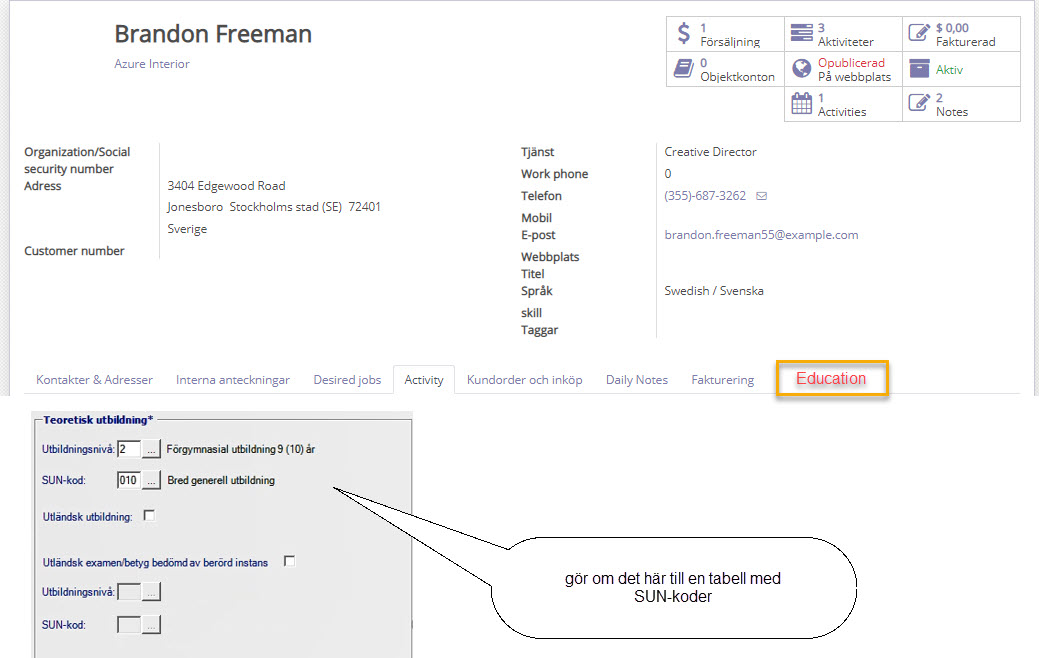 Brandon Freeman
Azure Interior
1
Försäljning
3
Aktiviteter
$ 0,00
Fakturerad
0
Objektkonton
Opublicerad
På webbplats
Aktiv
1
Activities
2
Notes
Organization/Social
security number
Adress
3404 Edgewood Road
Jonesboro Stockholms stad (SE) 72401
Sverige
Customer number
Tjänst
Creative Director
Work phone
0
Telefon
(355)-687-3262
Mobil
E-post
brandon.freeman55@example.com
Webbplats
Titel
Språk
Swedish / Svenska
skill
Taggar
Kontakter & Adresser Interna anteckningar Desired jobs Activity Kundorder och inköp Daily Notes Fakturering Education
Teoretisk utbildning*
Utbildningsnivå: 2 ... Förgymnasial utbildning 9 (10) år
SUN-kod: 010 ... Bred generell utbildning
Utländsk utbildning:
Utländsk examen/betyg bedömd av berörd instans
Utbildningsnivå: ...
SUN-kod: ...
gör om det här till en tabell med
SUN-koder